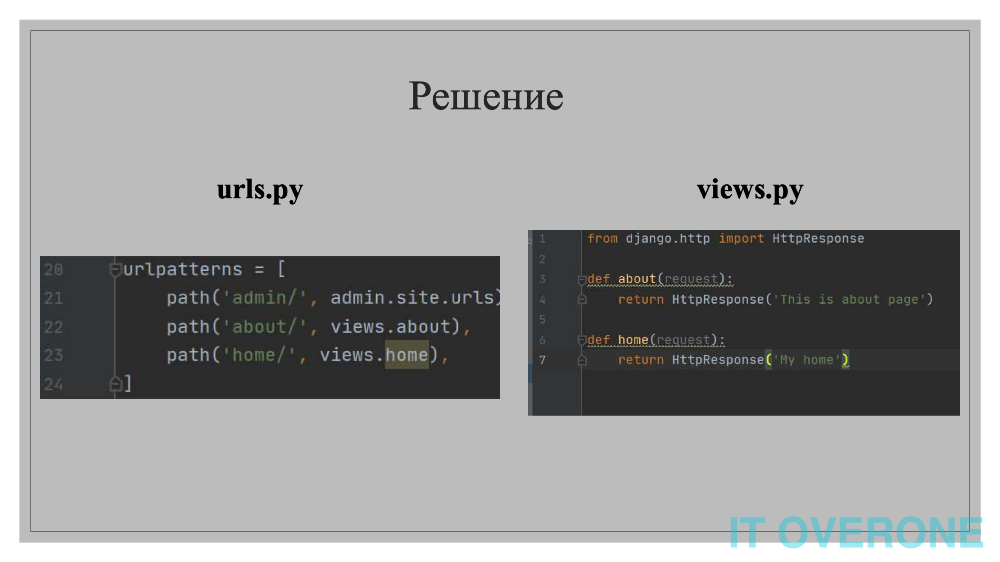 Решение
urls.py
20 urlpatterns = [
21 path('admin/', admin.site.urls)
22 path('about/', views.about),
23 path('home/', views.home),
24 ]
views.py
1 from django.http import HttpResponse
2
3 def about(request):
4 return HttpResponse('This is about page')
5
6 def home(request):
7 return HttpResponse('My home')
IT OVERONE